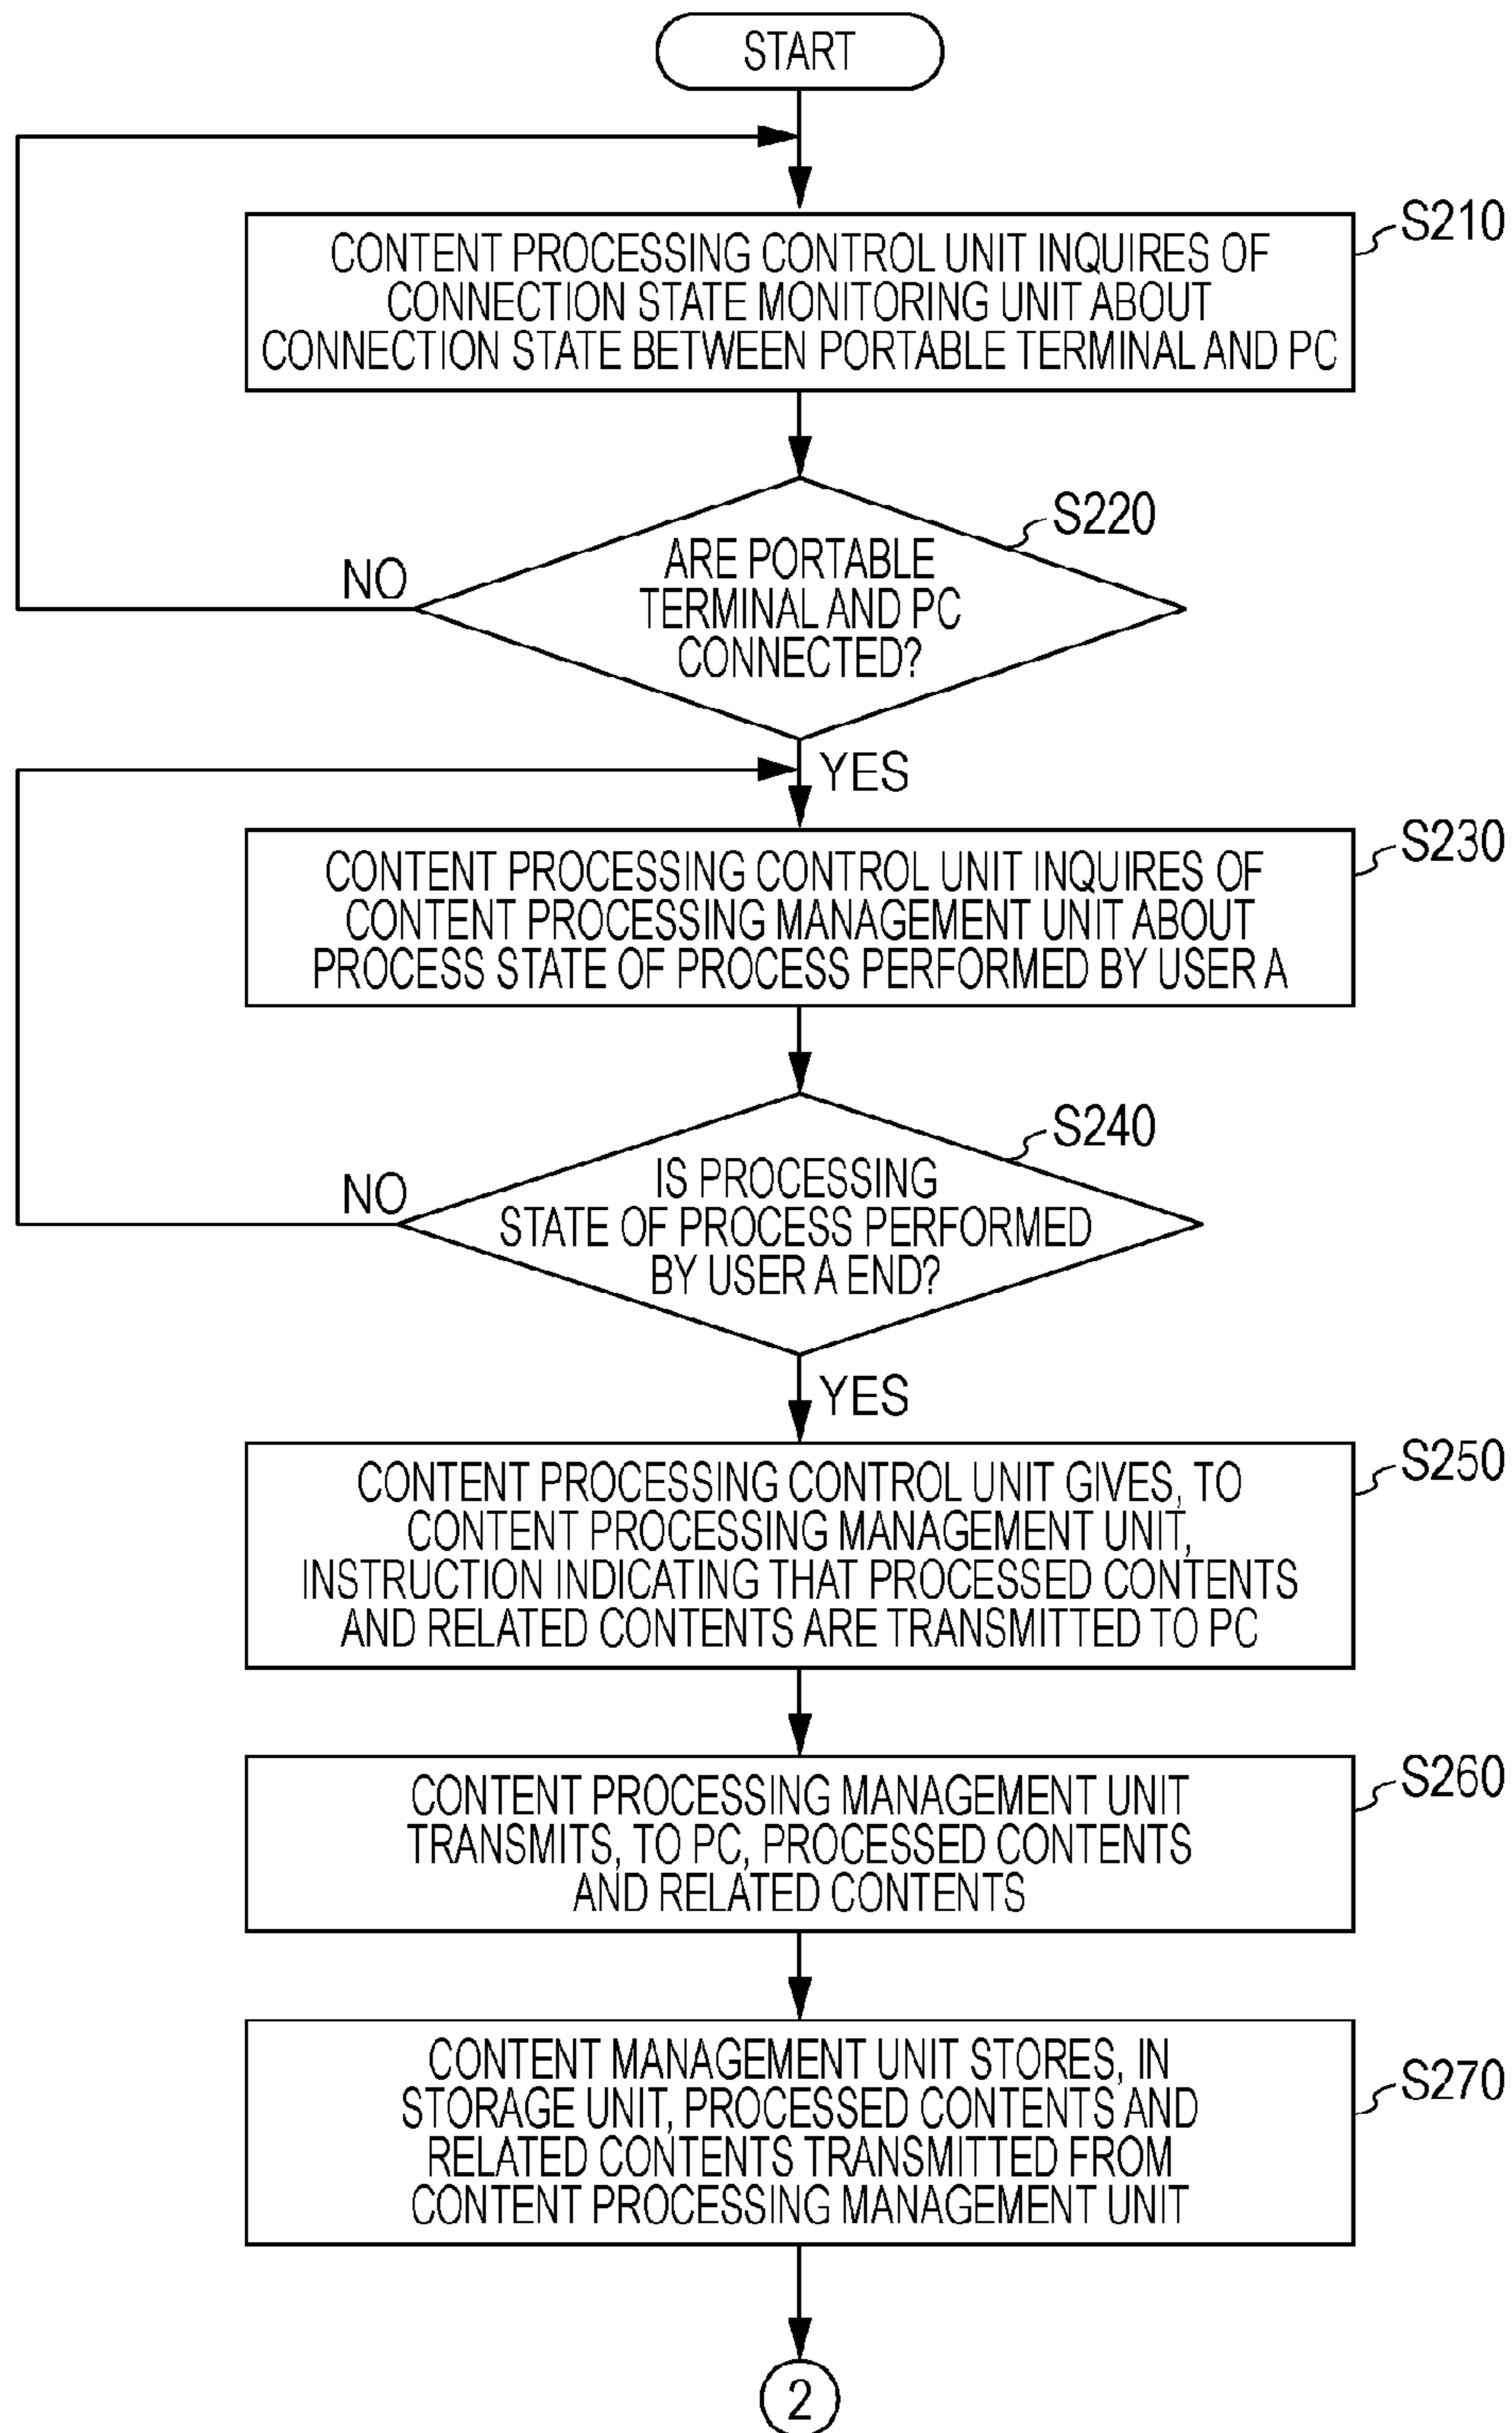 START
S210
CONTENT PROCESSING CONTROL UNIT INQUIRES OF
CONNECTION STATE MONITORING UNIT ABOUT
CONNECTION STATE BETWEEN PORTABLE TERMINAL AND PC
S220
ARE PORTABLE
TERMINAL AND PC
CONNECTED?
NO
YES
S230
CONTENT PROCESSING CONTROL UNIT INQUIRES OF
CONTENT PROCESSING MANAGEMENT UNIT ABOUT
PROCESS STATE OF PROCESS PERFORMED BY USER A
S240
IS PROCESSING
STATE OF PROCESS PERFORMED
BY USER A END?
NO
YES
S250
CONTENT PROCESSING CONTROL UNIT GIVES, TO
CONTENT PROCESSING MANAGEMENT UNIT,
INSTRUCTION INDICATING THAT PROCESSED CONTENTS
AND RELATED CONTENTS ARE TRANSMITTED TO PC
S260
CONTENT PROCESSING MANAGEMENT UNIT
TRANSMITS, TO PC, PROCESSED CONTENTS
AND RELATED CONTENTS
S270
CONTENT MANAGEMENT UNIT STORES, IN
STORAGE UNIT, PROCESSED CONTENTS AND
RELATED CONTENTS TRANSMITTED FROM
CONTENT PROCESSING MANAGEMENT UNIT
2